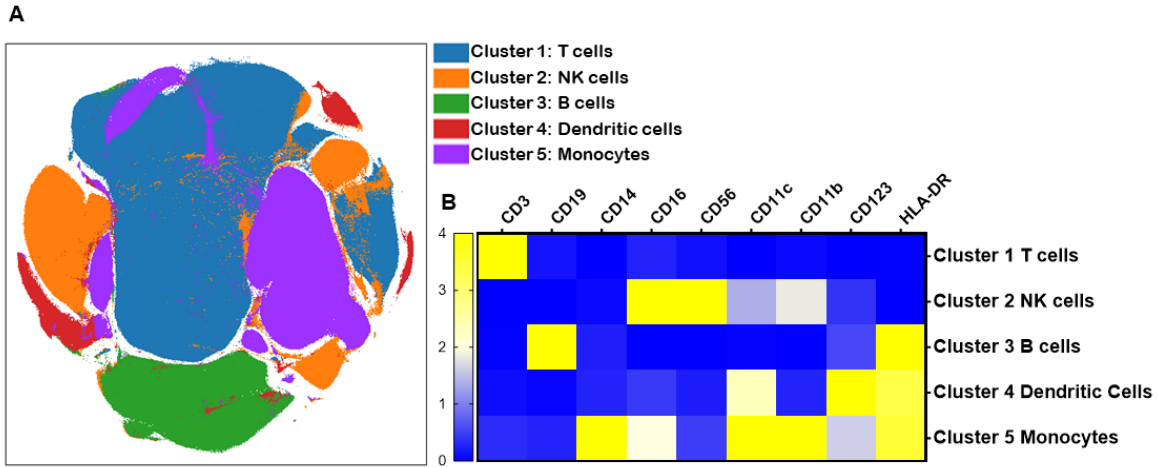 A
Cluster 1: T cells
Cluster 2: NK cells
Cluster 3: B cells
Cluster 4: Dendritic cells
Cluster 5: Monocytes
B
CD3 CD19 CD14 CD16 CD56 CD11c CD11b CD123 HLA-DR
4
3
2
1
0
Cluster 1 T cells
Cluster 2 NK cells
Cluster 3 B cells
Cluster 4 Dendritic Cells
Cluster 5 Monocytes